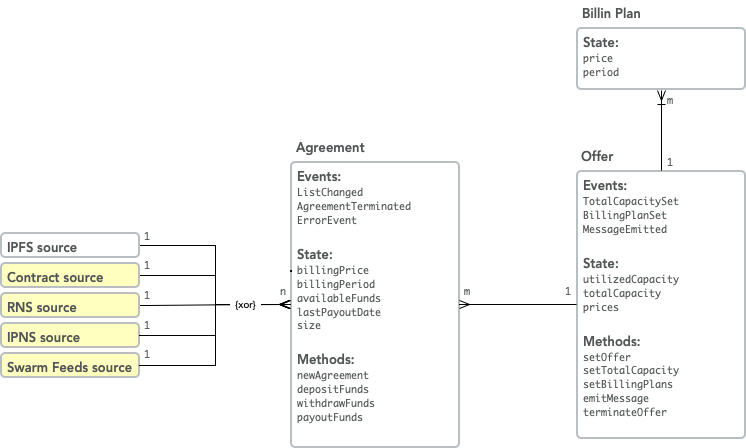 Billin Plan
State:
price
period
m
1
Offer
Events:
TotalCapacitySet
BillingPlanSet
MessageEmitted
State:
utilizedCapacity
totalCapacity
prices
Methods:
setOffer
setTotalCapacity
setBillingPlans
emitMessage
terminateOffer
Agreement
Events:
ListChanged
AgreementTerminated
ErrorEvent
State:
billingPrice
billingPeriod
availableFunds
lastPayoutDate
size
Methods:
newAgreement
depositFunds
withdrawFunds
payoutFunds
m
1
IPFS source
1
Contract source
1
RNS source
1
IPNS source
1
Swarm Feeds source
1
{xor}
n